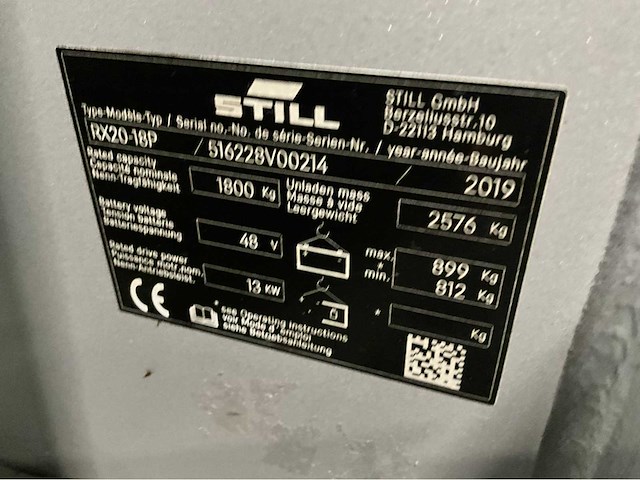 STILL
STILL GmbH
Berzeliusstr.10
D-22113 Hamburg
Type-Modèle-Typ / Serial no.-No. de série-Serien-Nr. / year-année-Baujahr
RX20-18P / 516228V00214 / 2019
Rated capacity
Capacité nominale
Nenn-Tragfähigkeit
1800 Kg
Unladen mass
Masse à vide
Leergewicht
2576 Kg
Battery voltage
Tension batterie
Batteriespannung
48 V
max. 899 Kg
*
min. 812 Kg
Rated drive power
Puissance motr.nom.
Nenn-Antriebsleist.
13 KW
* Kg
CE
*see Operating instructions
voir Mode d'emploi
siehe Betriebsanleitung